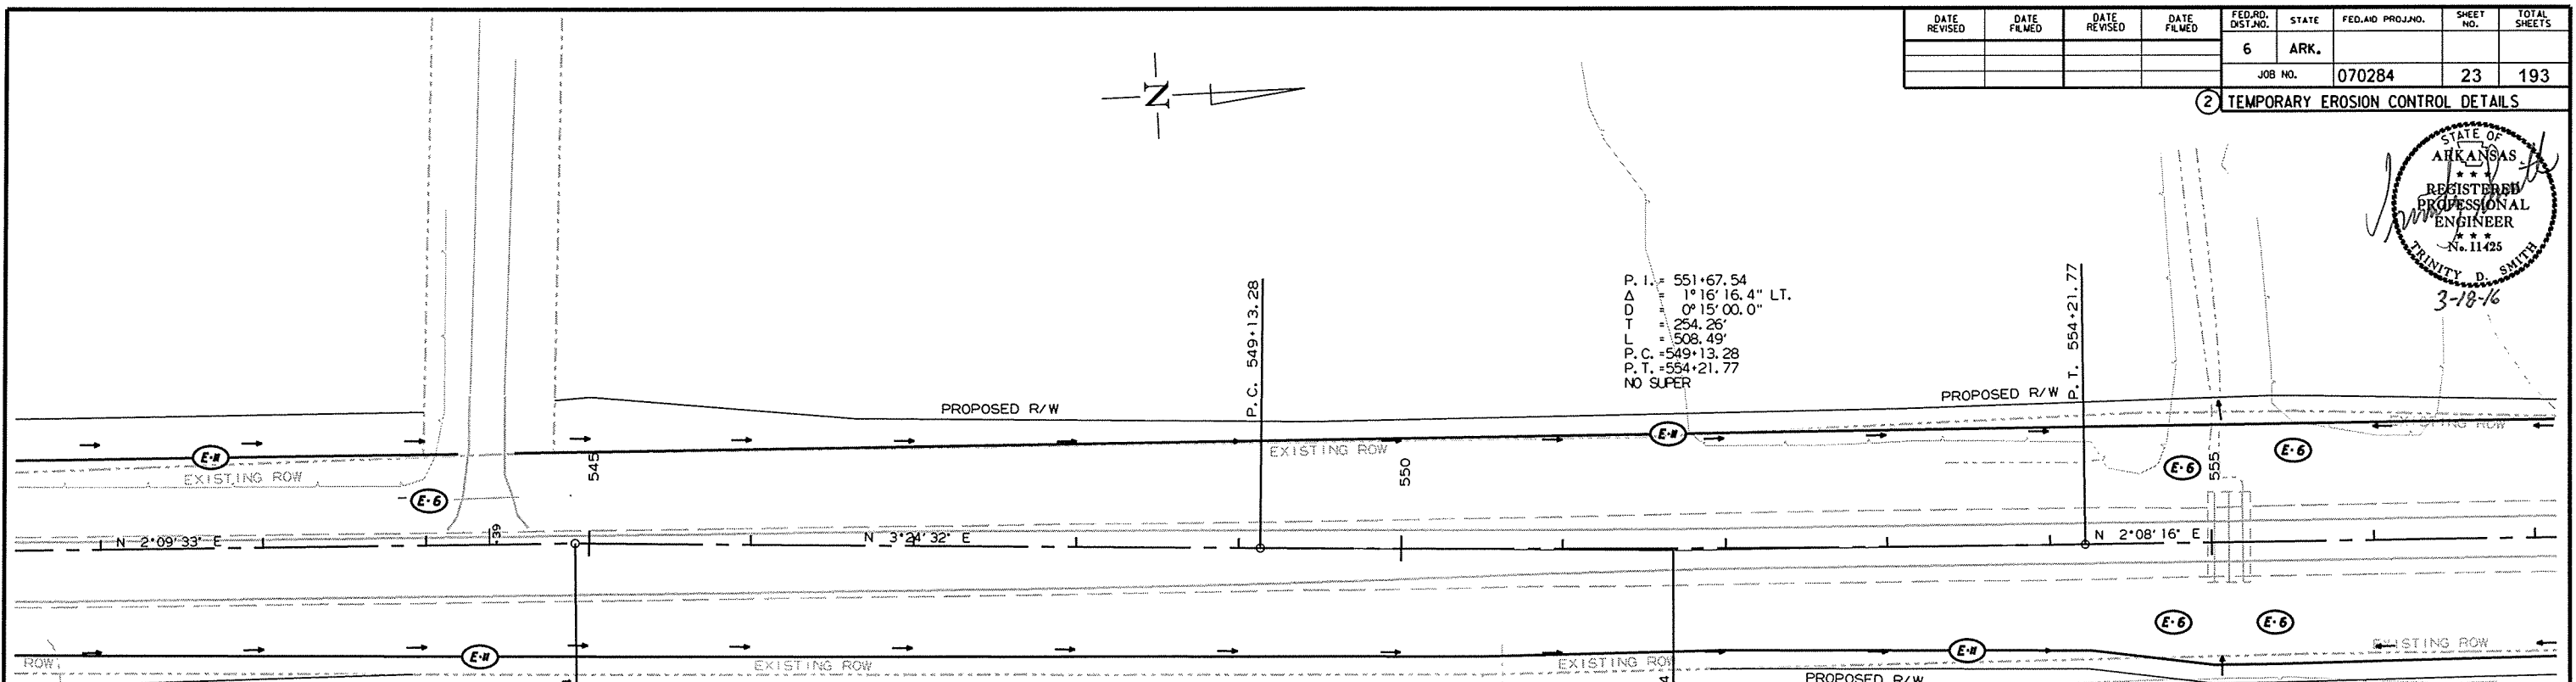 DATE REVISED
DATE FILMED
DATE REVISED
DATE FILMED
FED.RD. DIST.NO.
STATE
FED.AID PROJ.NO.
SHEET NO.
TOTAL SHEETS
6
ARK.
JOB NO.
070284
23
193
2 TEMPORARY EROSION CONTROL DETAILS
N
STATE OF
ARKANSAS
REGISTERED
PROFESSIONAL
ENGINEER
No. 11425
TRINITY D. SMITH
3-18-16
P.I. = 551+67.54
Δ = 1°16'16.4" LT.
D = 0°15'00.0"
T = 254.26'
L = 508.49'
P.C. = 549+13.28
P.T. = 554+21.77
NO SUPER
P.C. 549+13.28
P.T. 554+21.77
PROPOSED R/W
PROPOSED R/W
E-11
E-11
EXISTING ROW
EXISTING ROW
EXISTING ROW
545
550
555
E-6
E-6
E-6
N 2°09'33" E
.39
N 3°24'32" E
N 2°08'16" E
E-6
E-6
E-11
E-11
ROW
EXISTING ROW
EXISTING ROW
EXISTING ROW
PROPOSED R/W